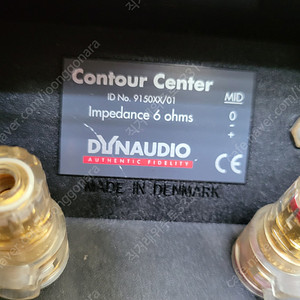 Contour Center
ID No. 9150XX/01
MID
Impedance 6 ohms
0
-
+
DYNAUDIO
AUTHENTIC FIDELITY
CE
MADE IN DENMARK